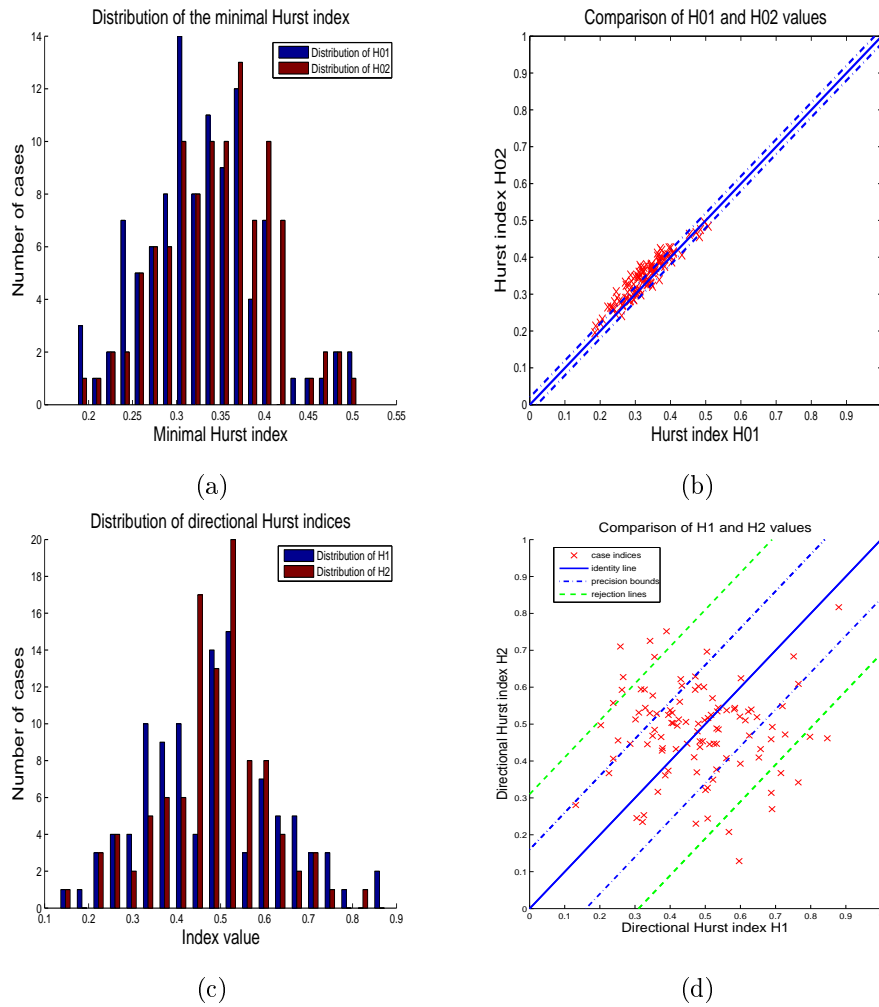 Distribution of the minimal Hurst index
14
12
10
8
6
4
2
0
Number of cases
Distribution of H01
Distribution of H02
0.2 0.25 0.3 0.35 0.4 0.45 0.5 0.55
Minimal Hurst index
(a)
Comparison of H01 and H02 values
1
0.9
0.8
0.7
0.6
0.5
0.4
0.3
0.2
0.1
0
Hurst index H02
0 0.1 0.2 0.3 0.4 0.5 0.6 0.7 0.8 0.9
Hurst index H01
(b)
Distribution of directional Hurst indices
20
18
16
14
12
10
8
6
4
2
0
Number of cases
Distribution of H1
Distribution of H2
0.1 0.2 0.3 0.4 0.5 0.6 0.7 0.8 0.9
Index value
(c)
Comparison of H1 and H2 values
1
0.9
0.8
0.7
0.6
0.5
0.4
0.3
0.2
0.1
0
Directional Hurst index H2
case indices
identity line
precision bounds
rejection lines
0 0.1 0.2 0.3 0.4 0.5 0.6 0.7 0.8 0.9
Directional Hurst index H1
(d)